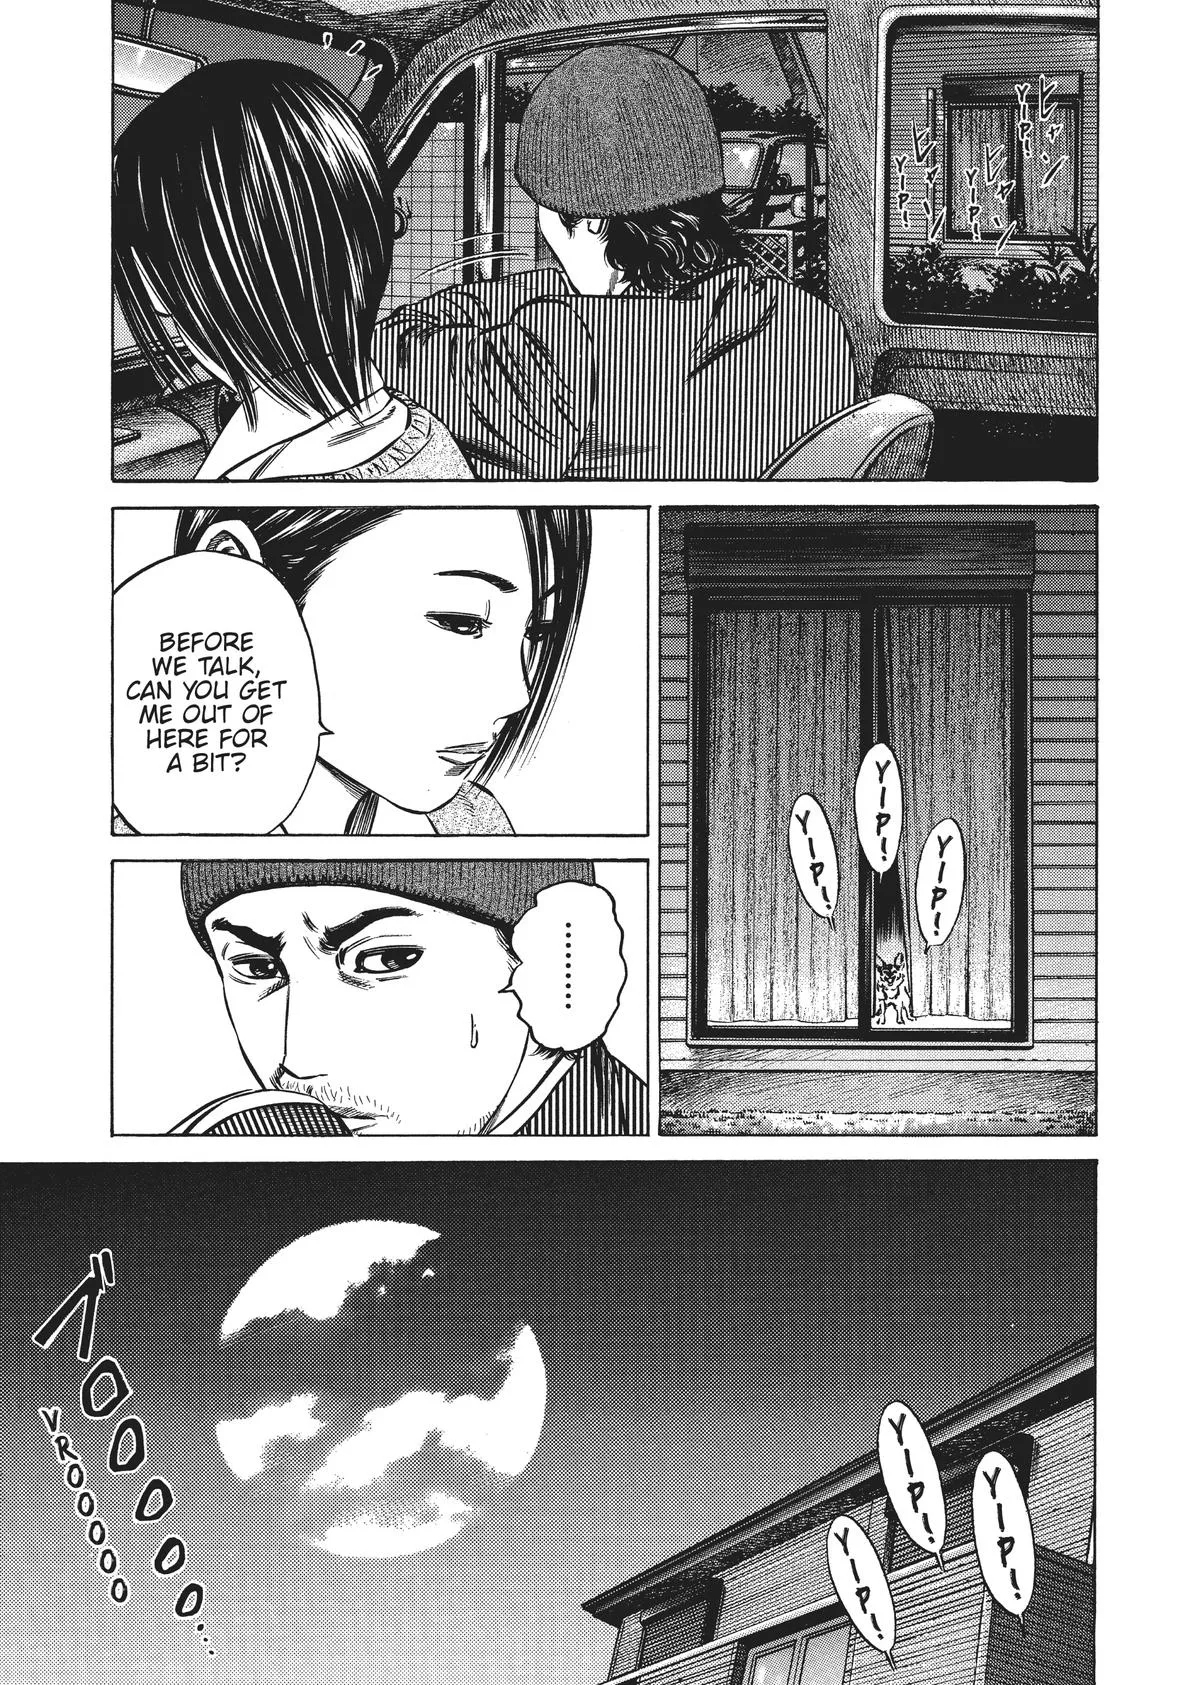 ヒャン
YIP!
ヒャン
YIP!
ヒャン
YIP!
YIP!
YIP!
YIP!
BEFORE
WE TALK,
CAN YOU GET
ME OUT OF
HERE FOR
A BIT?
.........
YIP!
YIP!
YIP!
YIP!
ブロロロロロ...
VROOOOO